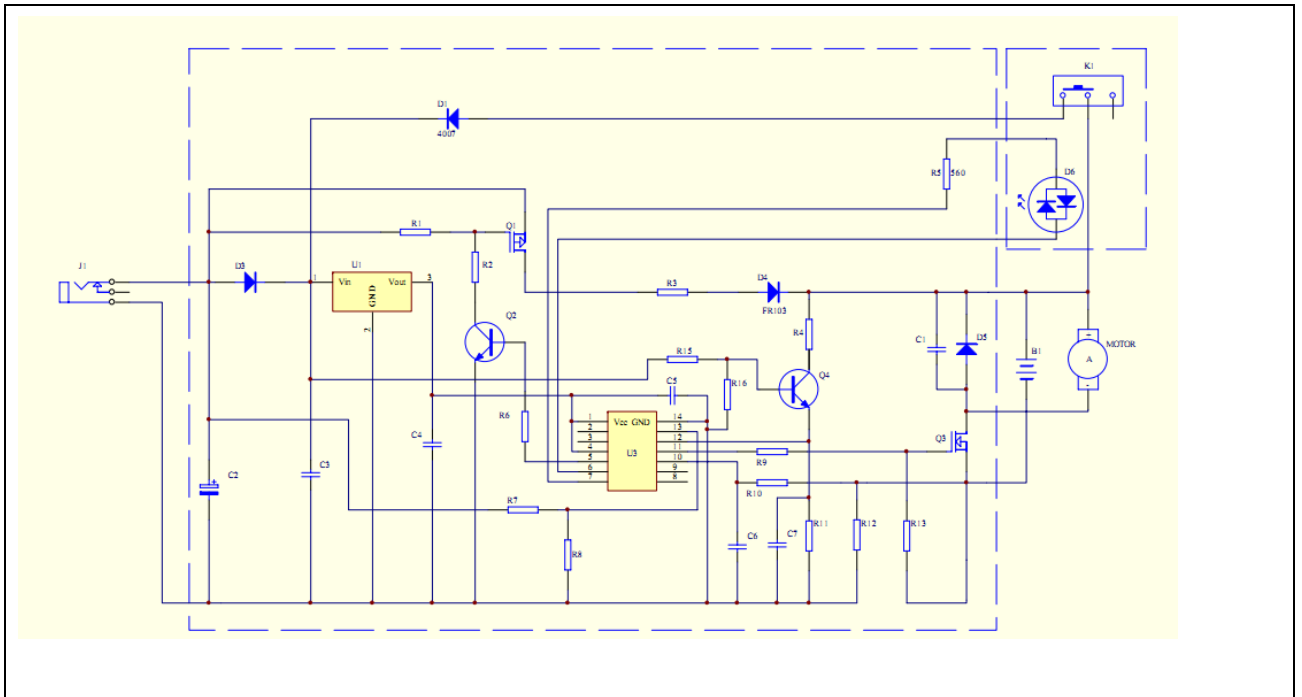 K1
D1
4007
R5
560
D6
R1
Q1
J1
D3
U1
R2
1
Vin
Vout
3
GND
2
R3
D4
FR103
Q2
R4
C1
D5
B1
MOTOR
+
A
-
R15
C5
R16
Q4
R6
1
Vcc GND
14
2
13
3
12
4
U3
11
5
10
6
9
7
8
Q3
C4
R9
C2
+
C3
R10
R7
C6
C7
R11
R12
R13
R8